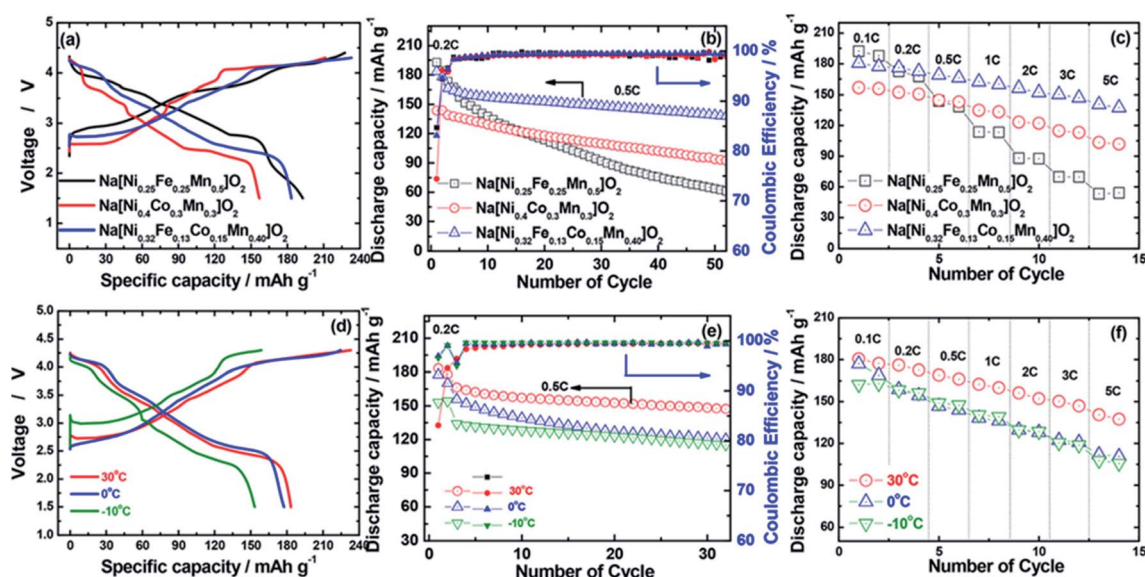 (a)
5
4
3
2
1
Voltage / V
Na[Ni0.25Fe0.25Mn0.5]O2
Na[Ni0.4Co0.3Mn0.3]O2
Na[Ni0.32Fe0.13Co0.15Mn0.40]O2
0 30 60 90 120 150 180 210 240
Specific capacity / mAh g-1
(b)
210
180
150
120
90
60
30
0
Discharge capacity / mAh g-1
0.2C
0.5C
100
90
80
70
60
Coulombic Efficiency / %
Na[Ni0.25Fe0.25Mn0.5]O2
Na[Ni0.4Co0.3Mn0.3]O2
Na[Ni0.32Fe0.13Co0.15Mn0.40]O2
0 10 20 30 40 50
Number of Cycle
(c)
210
180
150
120
90
60
30
0
Discharge capacity / mAh g-1
0.1C 0.2C 0.5C 1C 2C 3C 5C
Na[Ni0.25Fe0.25Mn0.5]O2
Na[Ni0.4Co0.3Mn0.3]O2
Na[Ni0.32Fe0.13Co0.15Mn0.40]O2
0 5 10 15
Number of Cycle
(d)
5.0
4.5
4.0
3.5
3.0
2.5
2.0
1.5
1.0
Voltage / V
30°C
0°C
-10°C
0 30 60 90 120 150 180 210 240
Specific capacity / mAh g-1
(e)
240
210
180
150
120
90
60
30
Discharge capacity / mAh g-1
0.2C
0.5C
100
90
80
70
60
Coulombic Efficiency / %
30°C
0°C
-10°C
0 10 20 30
Number of Cycle
(f)
210
180
150
120
90
60
30
Discharge capacity / mAh g-1
0.1C 0.2C 0.5C 1C 2C 3C 5C
30°C
0°C
-10°C
0 5 10 15
Number of Cycle